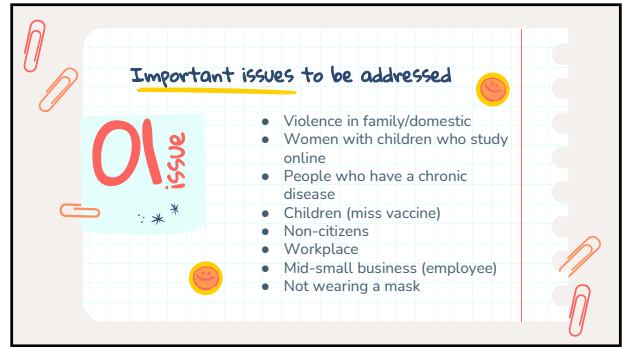 Important issues to be addressed
01
issue
● Violence in family/domestic
● Women with children who study
online
● People who have a chronic
disease
● Children (miss vaccine)
● Non-citizens
● Workplace
● Mid-small business (employee)
● Not wearing a mask